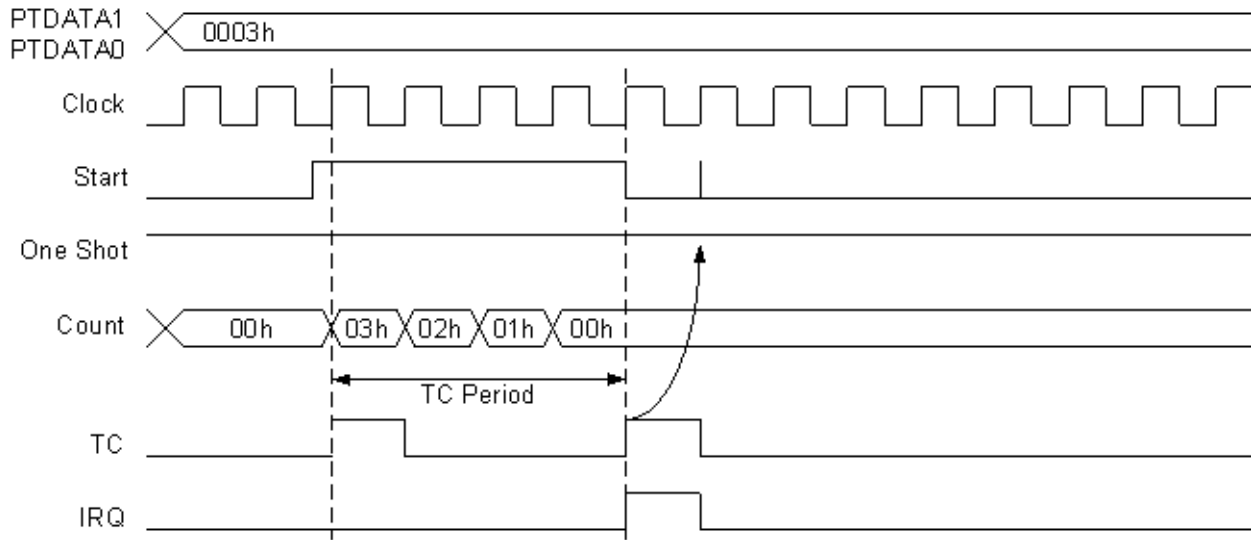 PTDATA1
PTDATA0
0003h
Clock
Start
One Shot
Count
00h 03h 02h 01h 00h
TC Period
TC
IRQ